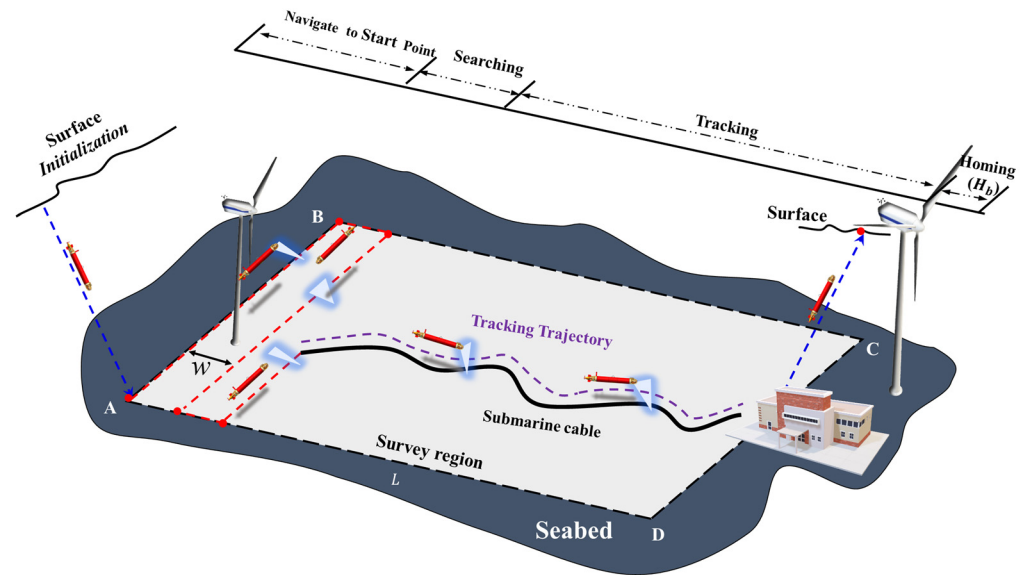 Navigate to Start Point
Searching
Tracking
Homing
(H_b)
Surface
Initialization
Surface
B
C
W
Tracking Trajectory
A
Submarine cable
Survey region
L
Seabed
D